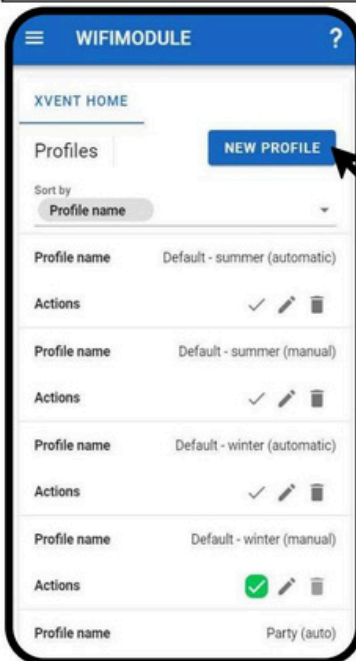 WIFIMODULE ?
XVENT HOME
Profiles NEW PROFILE
Sort by
Profile name
Profile name Default - summer (automatic)
Actions
Profile name Default - summer (manual)
Actions
Profile name Default - winter (automatic)
Actions
Profile name Default - winter (manual)
Actions
Profile name Party (auto)